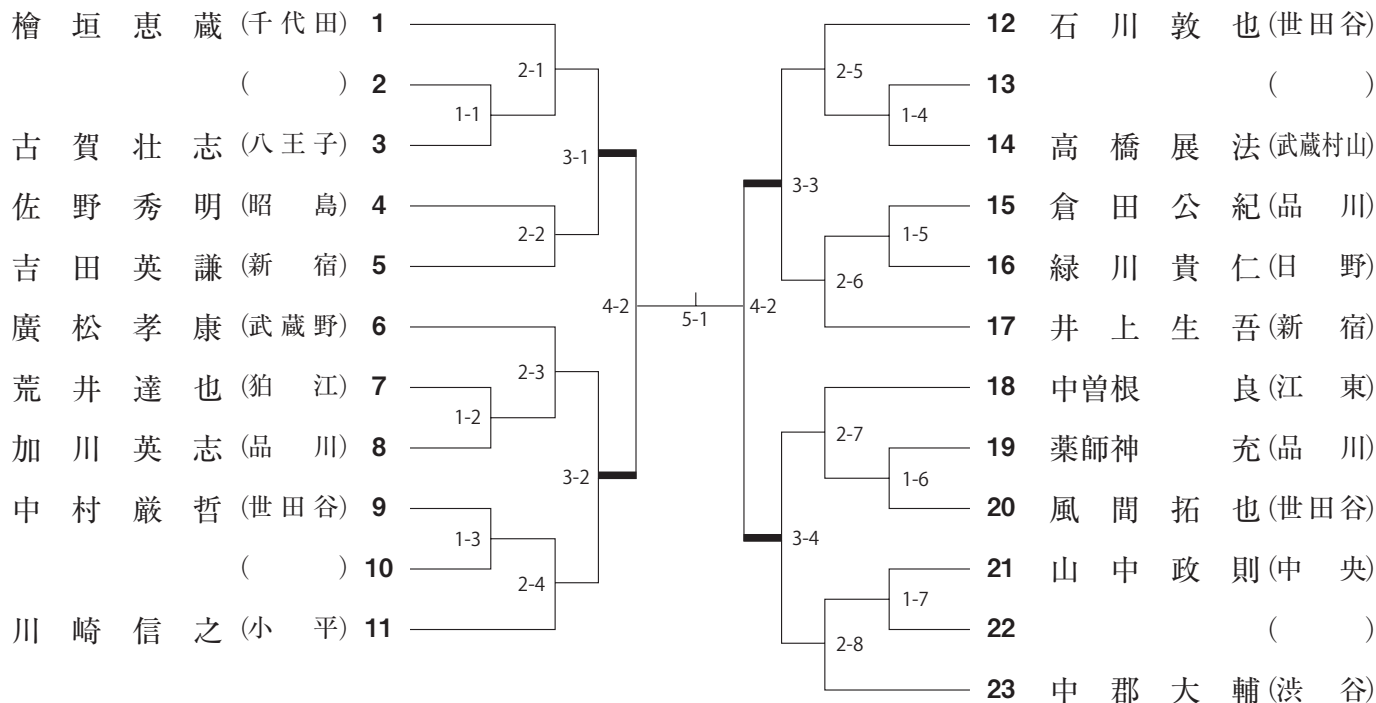 檜垣恵蔵(千代田) 1
( ) 2
古賀壮志(八王子) 3
佐野秀明(昭島) 4
吉田英謙(新宿) 5
廣松孝康(武蔵野) 6
荒井達也(狛江) 7
加川英志(品川) 8
中村厳哲(世田谷) 9
( ) 10
川崎信之(小平) 11
2-1
1-1
3-1
2-2
4-2
2-3
1-2
3-2
1-3
2-4
5-1
12 石川敦也(世田谷)
13 ( )
14 高橋展法(武蔵村山)
15 倉田公紀(品川)
16 緑川貴仁(日野)
17 井上生吾(新宿)
18 中曽根良(江東)
19 薬師神充(品川)
20 風間拓也(世田谷)
21 山中政則(中央)
22 ( )
23 中郡大輔(渋谷)
2-5
1-4
3-3
1-5
2-6
4-2
2-7
1-6
3-4
1-7
2-8